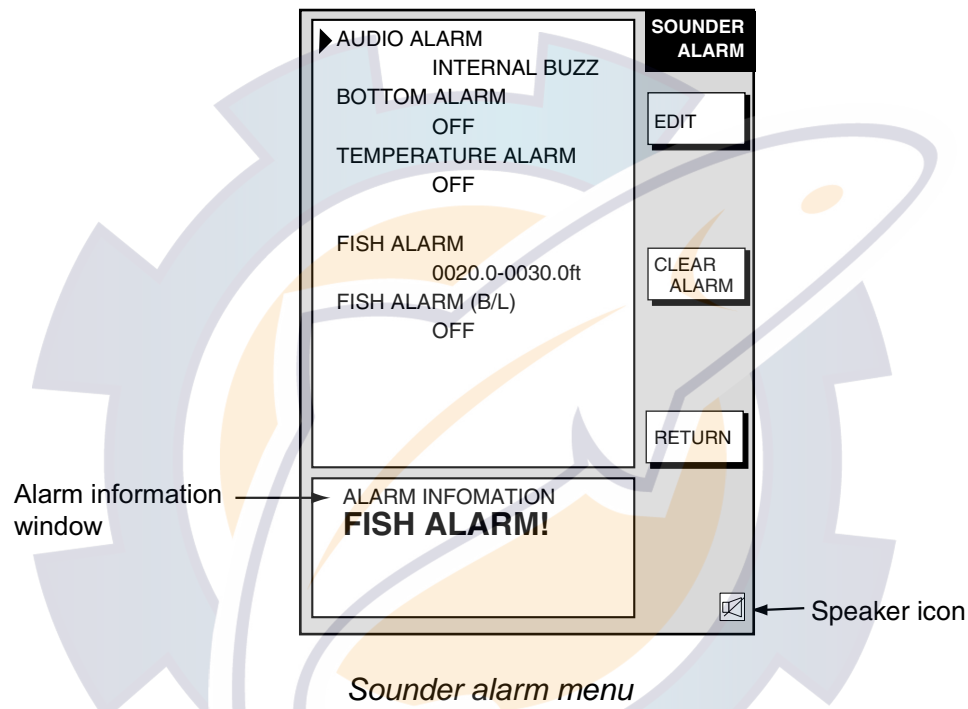 AUDIO ALARM
INTERNAL BUZZ
BOTTOM ALARM
OFF
TEMPERATURE ALARM
OFF
FISH ALARM
0020.0-0030.0ft
FISH ALARM (B/L)
OFF
SOUNDER
ALARM
EDIT
CLEAR
ALARM
RETURN
Alarm information
window
ALARM INFOMATION
FISH ALARM!
Speaker icon
Sounder alarm menu